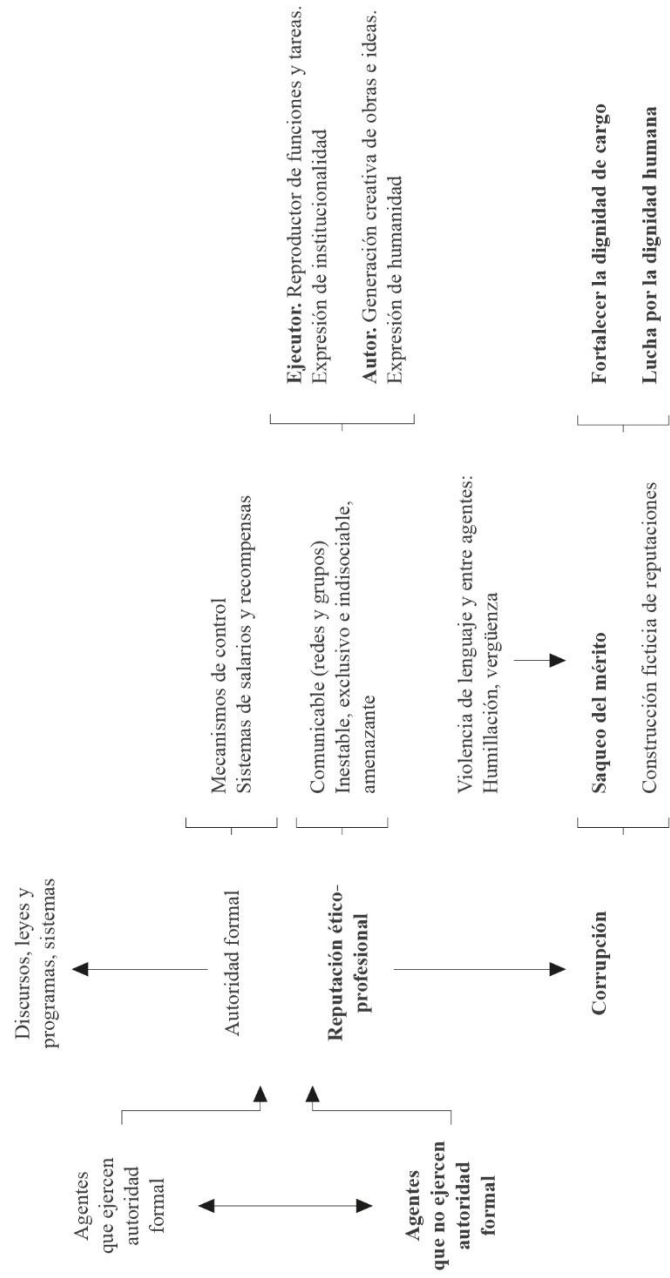 Discursos, leyes y
programas, sistemas
Agentes
que ejercen
autoridad
formal
Autoridad formal
Mecanismos de control
Sistemas de salarios y recompensas
Agentes
que no ejercen
autoridad
formal
Reputación ético-
profesional
Comunicable (redes y grupos)
Inestable, exclusivo e indisociable,
amenazante
Ejecutor. Reproductor de funciones y tareas.
Expresión de institucionalidad
Autor. Generación creativa de obras e ideas.
Expresión de humanidad
Violencia de lenguaje y entre agentes:
Humillación, vergüenza
Corrupción
Saqueo del mérito
Construcción ficticia de reputaciones
Fortalecer la dignidad de cargo
Lucha por la dignidad humana